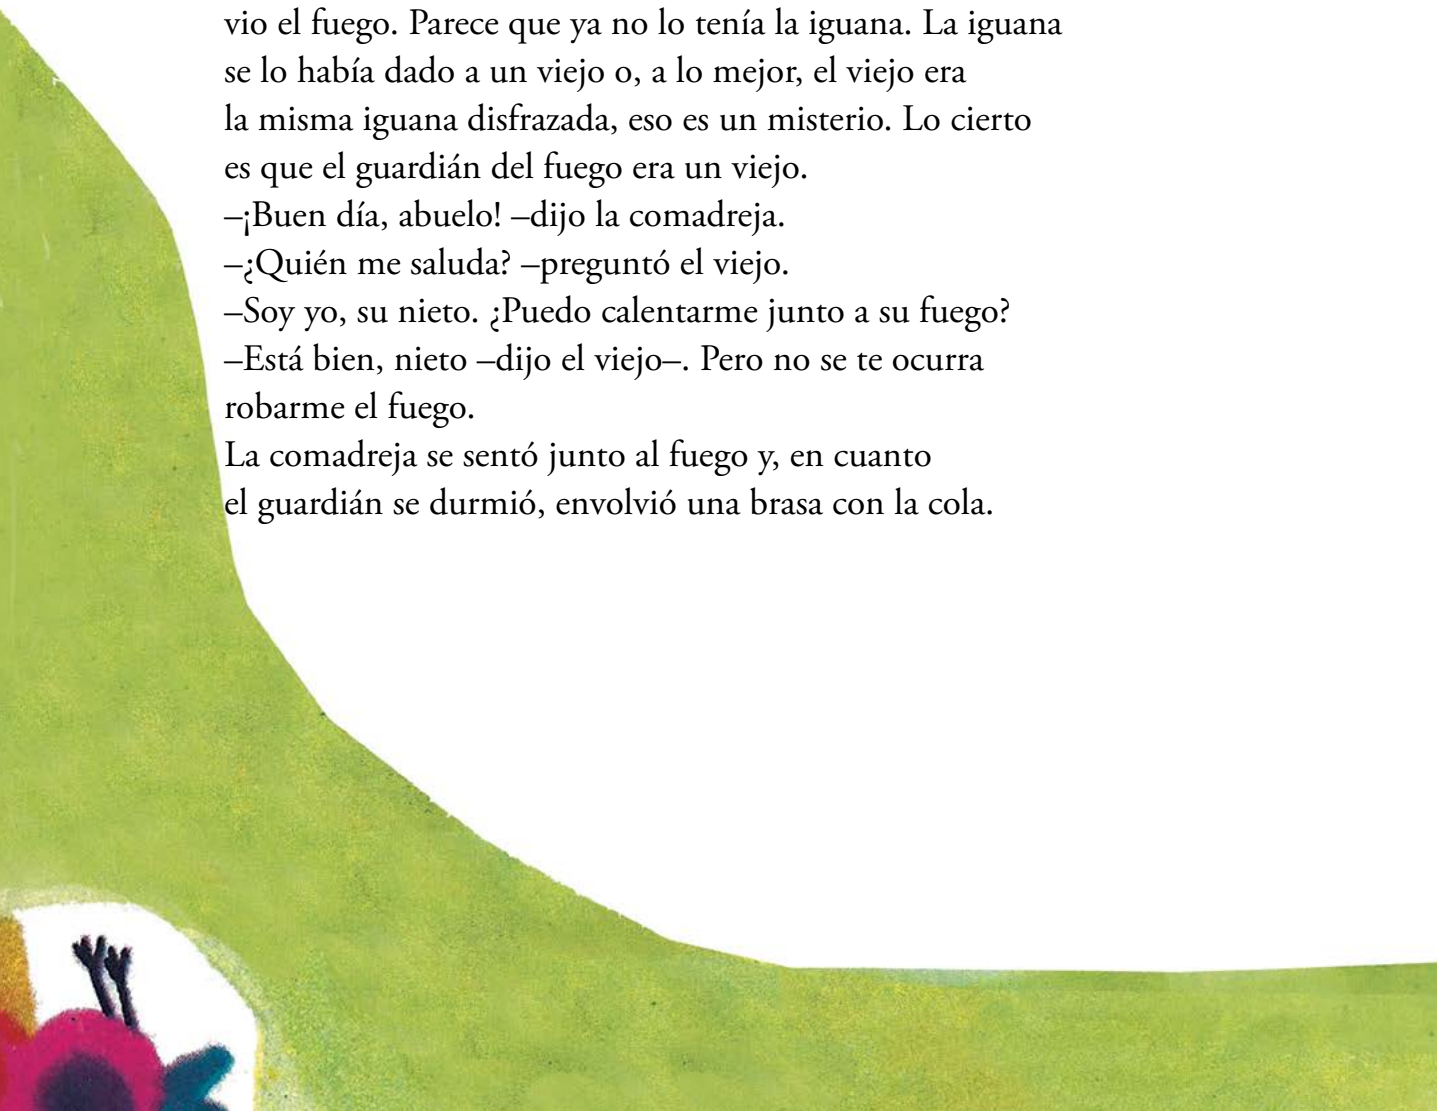 vio el fuego. Parece que ya no lo tenía la iguana. La iguana
se lo había dado a un viejo o, a lo mejor, el viejo era
la misma iguana disfrazada, eso es un misterio. Lo cierto
es que el guardián del fuego era un viejo.
–¡Buen día, abuelo! –dijo la comadreja.
–¿Quién me saluda? –preguntó el viejo.
–Soy yo, su nieto. ¿Puedo calentarme junto a su fuego?
–Está bien, nieto –dijo el viejo–. Pero no se te ocurra
robarme el fuego.
La comadreja se sentó junto al fuego y, en cuanto
el guardián se durmió, envolvió una brasa con la cola.